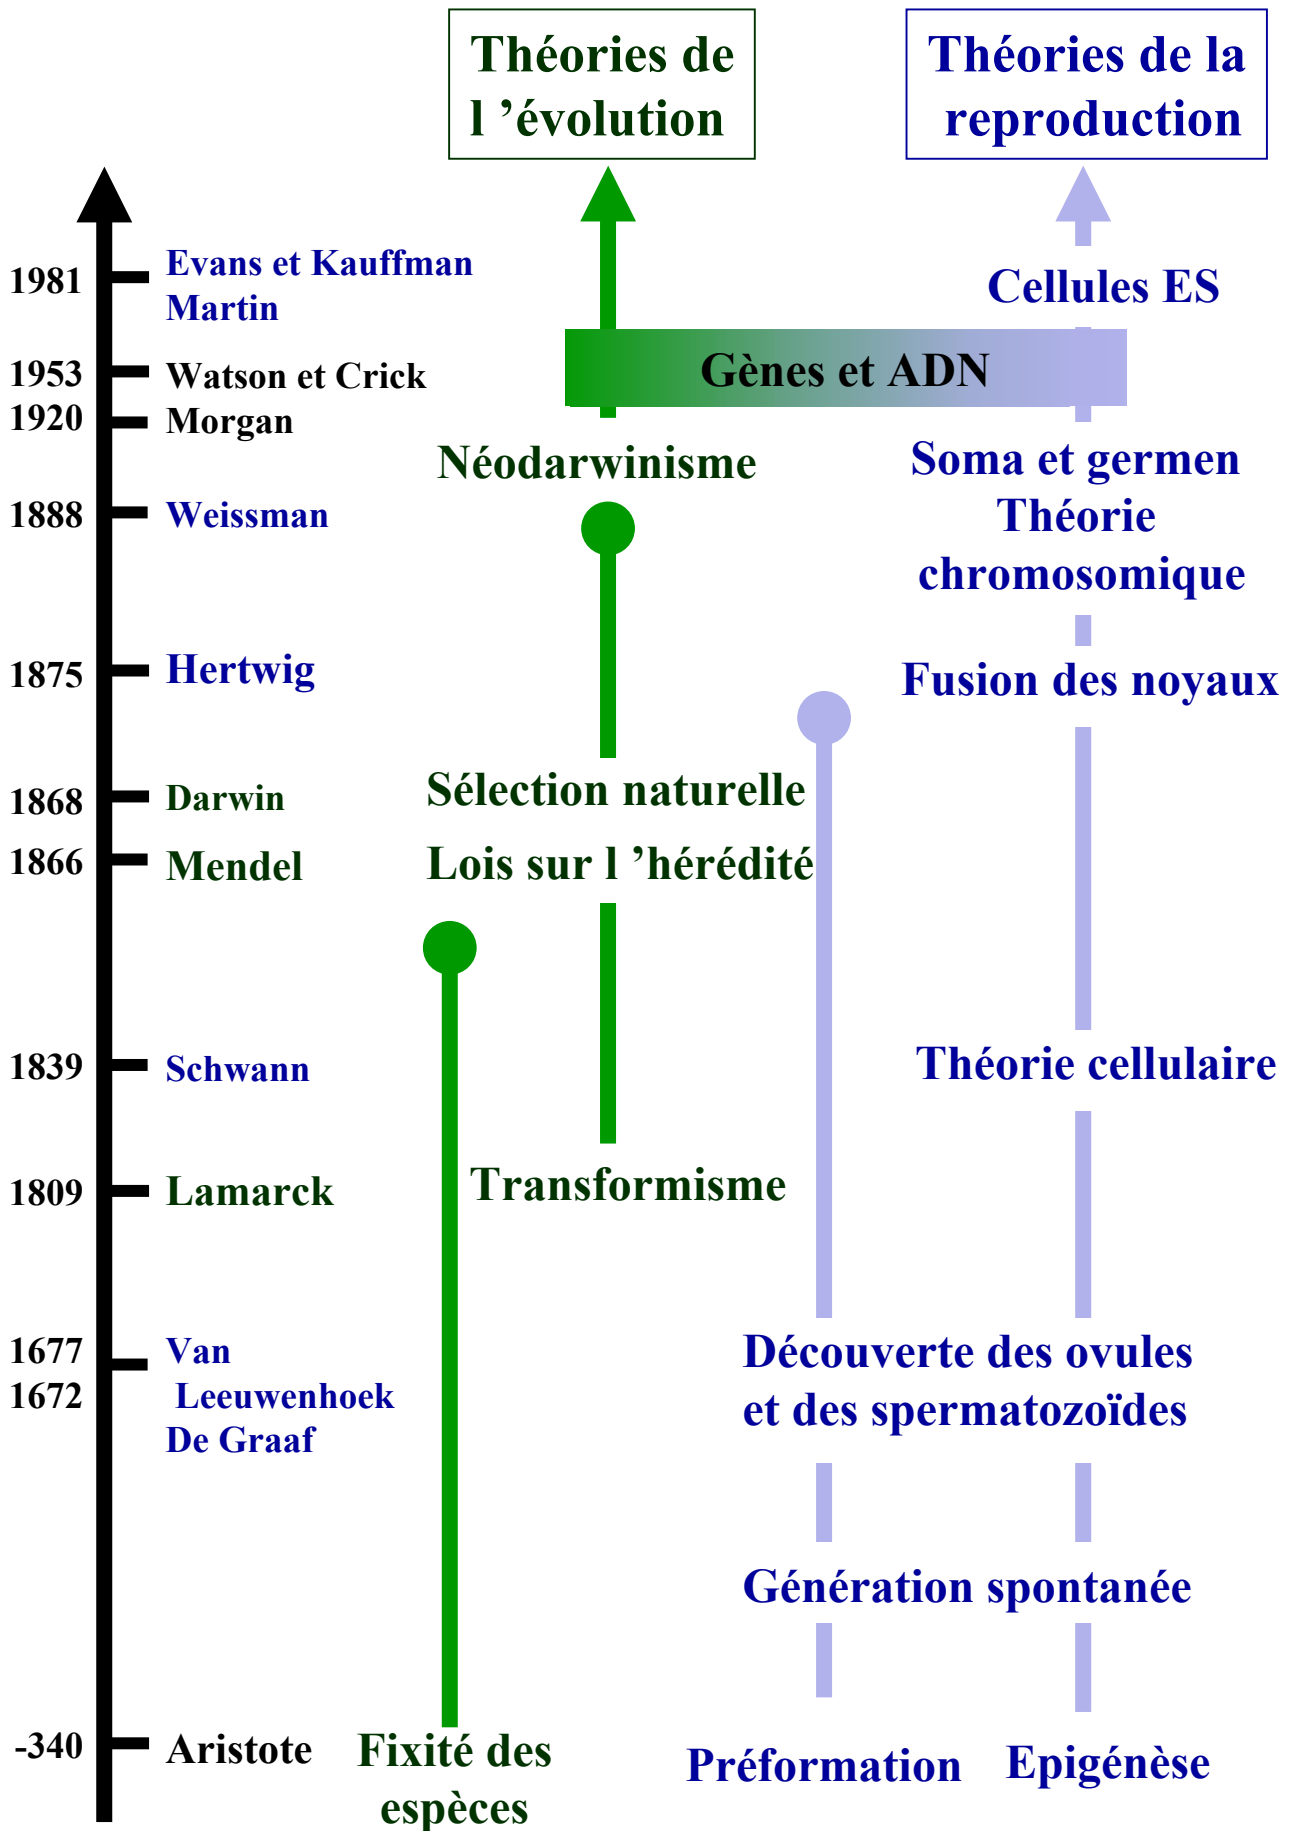 Théories de
l ’évolution
Théories de la
reproduction
1981
Evans et Kauffman
Martin
Cellules ES
1953
Watson et Crick
Gènes et ADN
1920
Morgan
Néodarwinisme
Soma et germen
Théorie
chromosomique
1888
Weissman
1875
Hertwig
Fusion des noyaux
1868
Darwin
Sélection naturelle
1866
Mendel
Lois sur l ’hérédité
1839
Schwann
Théorie cellulaire
1809
Lamarck
Transformisme
1677
1672
Van
Leeuwenhoek
De Graaf
Découverte des ovules
et des spermatozoïdes
Génération spontanée
-340
Aristote
Fixité des
espèces
Préformation
Epigénèse